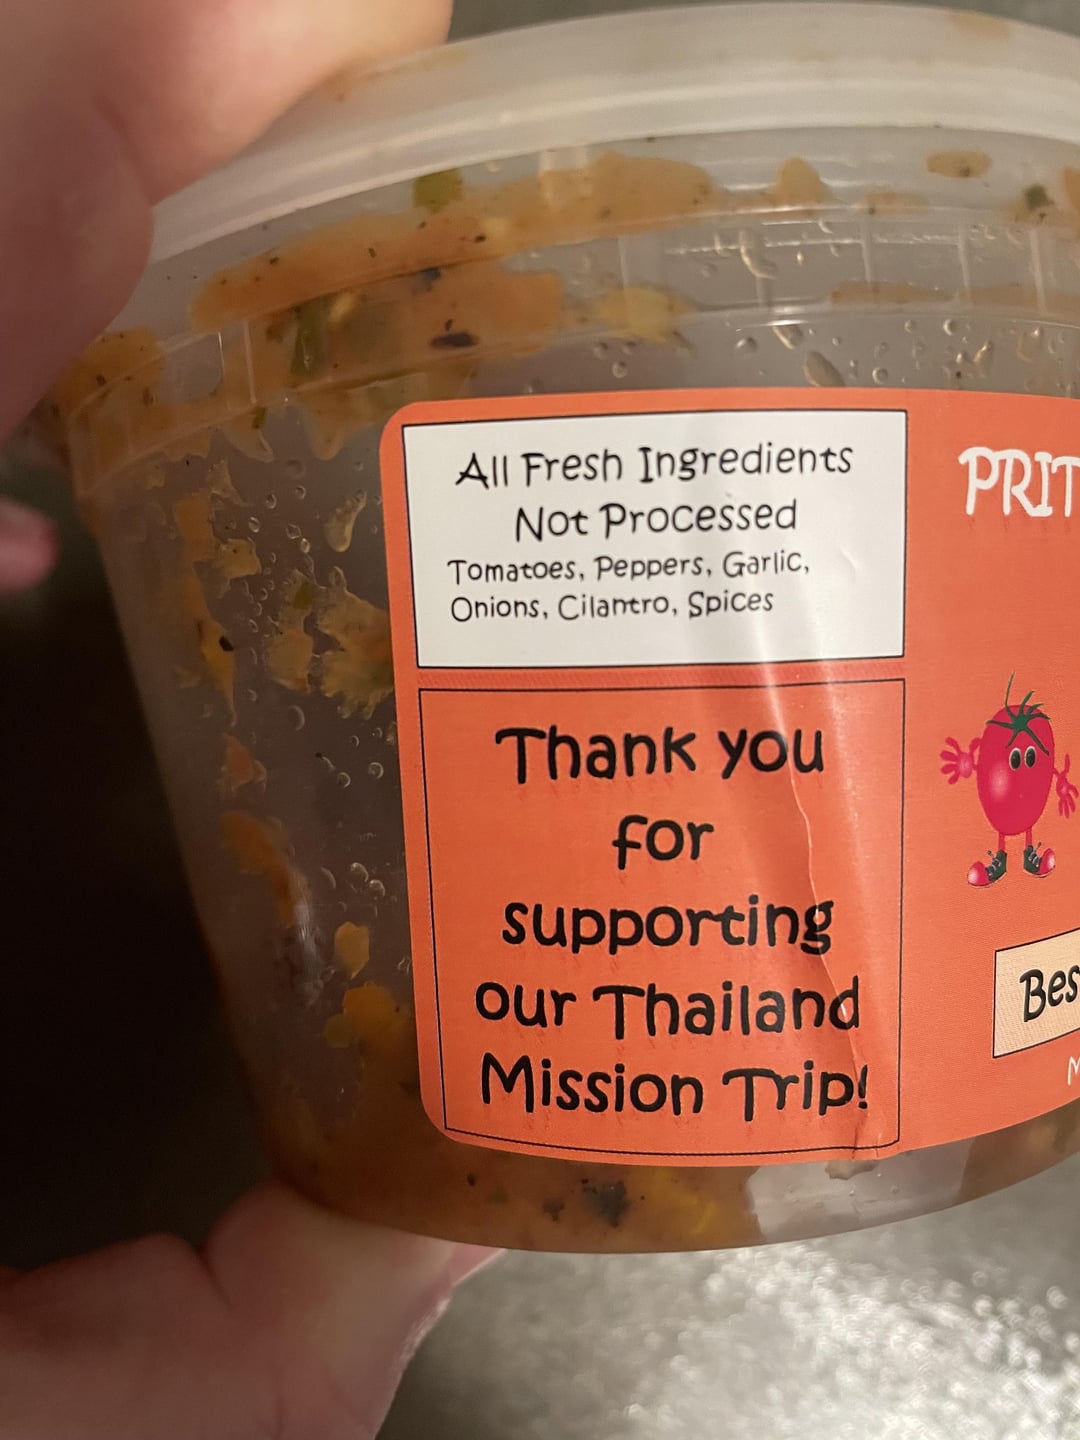 All Fresh Ingredients
Not Processed
Tomatoes, Peppers, Garlic,
Onions, Cilantro, Spices
Thank you
for
supporting
our Thailand
Mission Trip!
PRIT
Bes